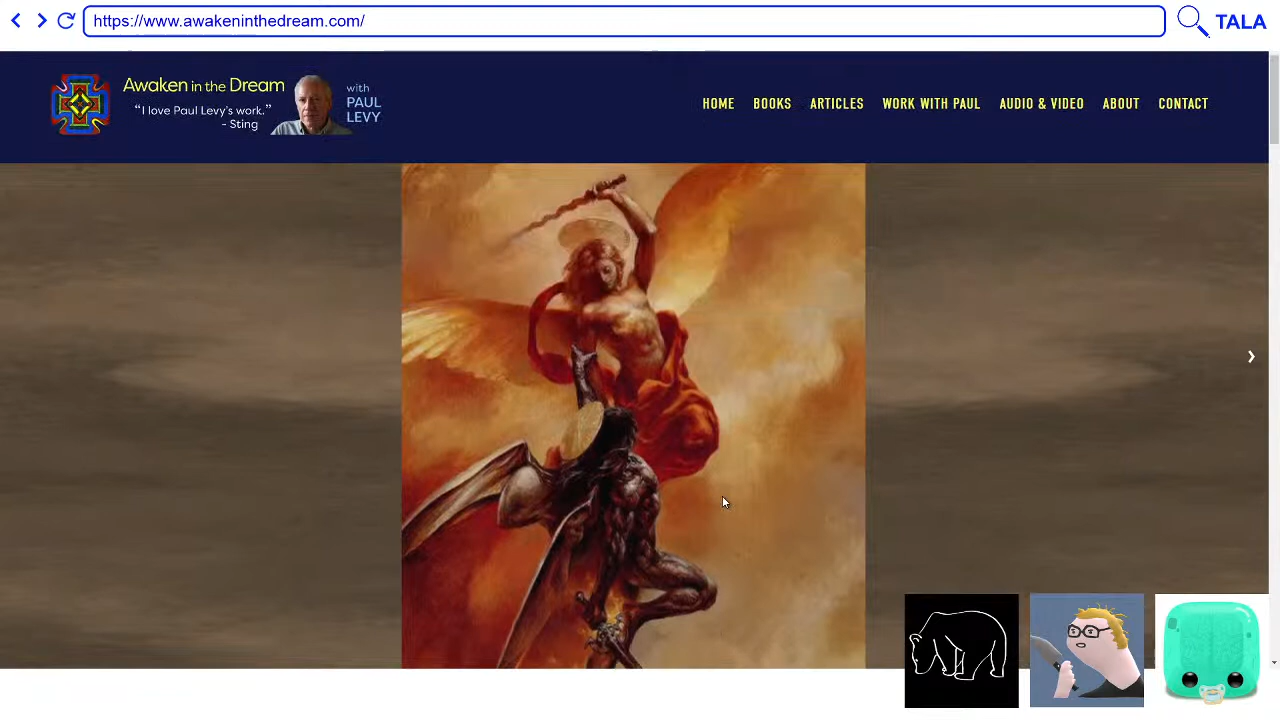 https://www.awakeninthedream.com/
TALA
Awaken in the Dream
"I love Paul Levy's work."
- Sting
with
PAUL
LEVY
HOME BOOKS ARTICLES WORK WITH PAUL AUDIO & VIDEO ABOUT CONTACT